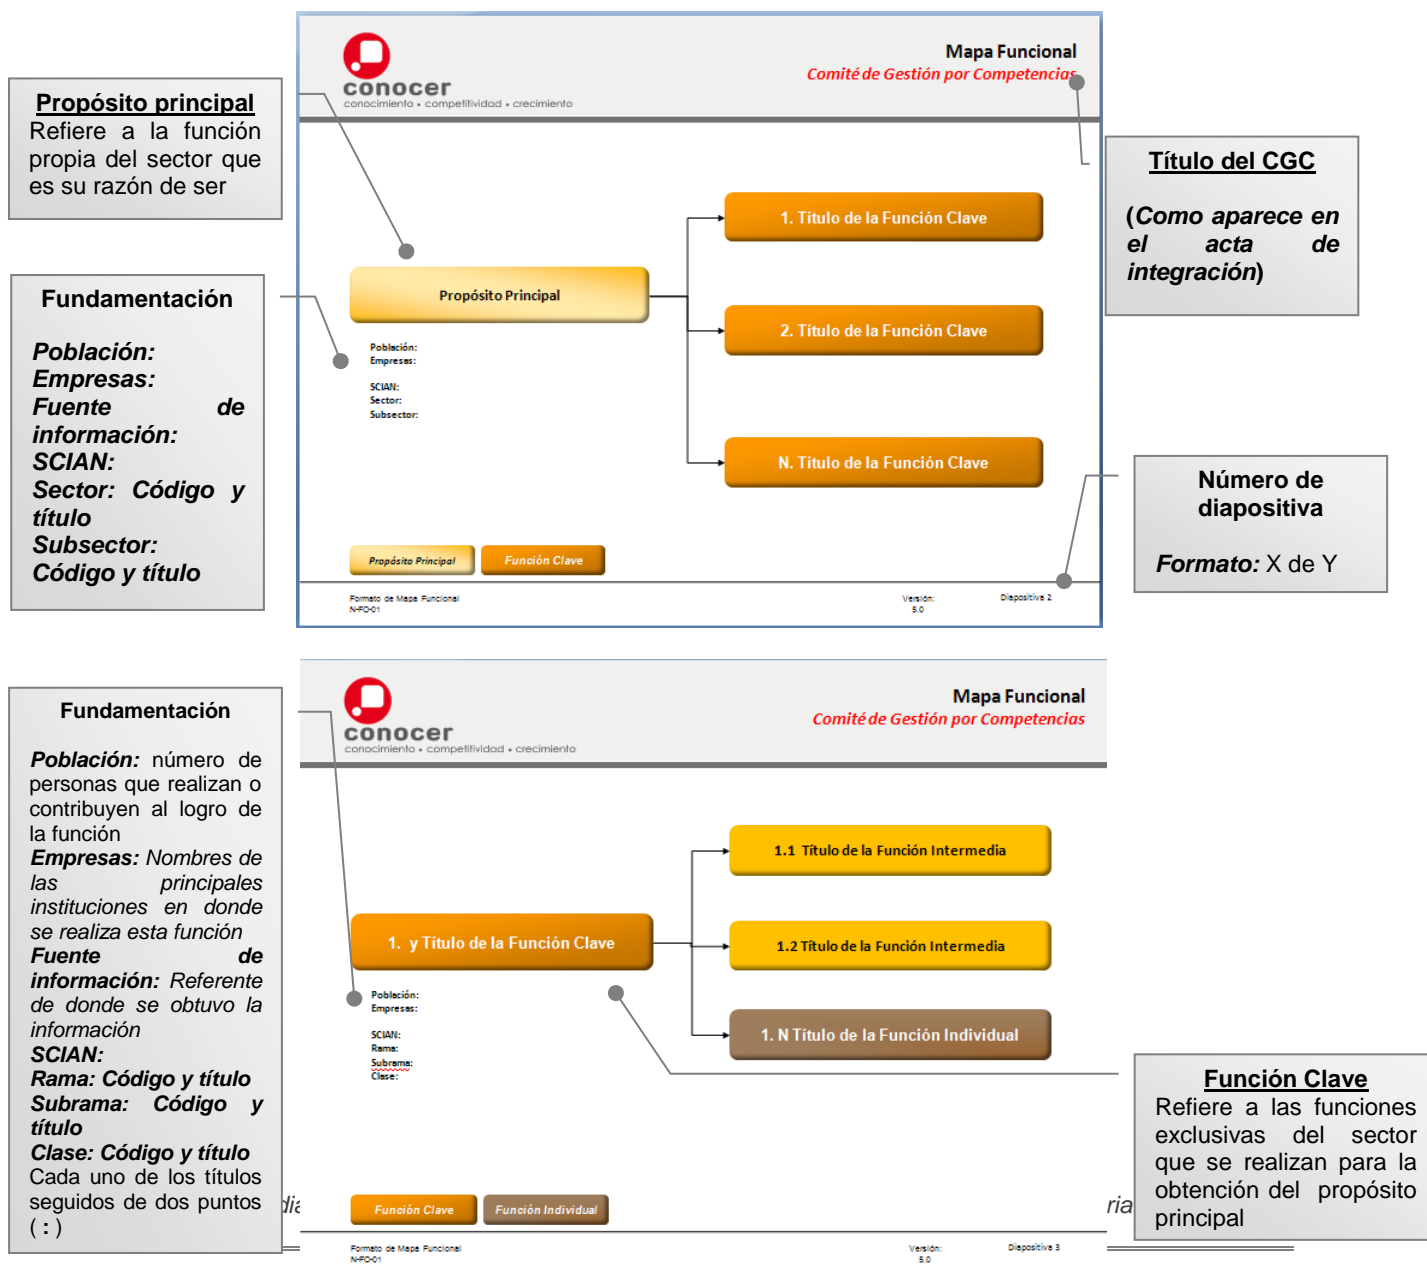 Mapa Funcional
Comité de Gestión por Competencias
conocer
conocimiento • competitividad • crecimiento
Propósito principal
Refiere a la función
propia del sector que
es su razón de ser
Título del CGC
(Como aparece en
el acta de
integración)
1. Título de la Función Clave
Propósito Principal
2. Título de la Función Clave
N. Título de la Función Clave
Población:
Empresas:
SCIAN:
Sector:
Subsector:
Fundamentación
Población:
Empresas:
Fuente de
información:
SCIAN:
Sector: Código y
título
Subsector:
Código y título
Número de
diapositiva
Formato: X de Y
Propósito Principal
Función Clave
Formato de Mapa Funcional
N-FO-01
Versión:
5.0
Diapositiva 2
Mapa Funcional
Comité de Gestión por Competencias
conocer
conocimiento • competitividad • crecimiento
Fundamentación
Población: número de
personas que realizan o
contribuyen al logro de
la función
Empresas: Nombres de
las principales
instituciones en donde
se realiza esta función
Fuente de
información: Referente
de donde se obtuvo la
información
SCIAN:
Rama: Código y título
Subrama: Código y
título
Clase: Código y título
Cada uno de los títulos
seguidos de dos puntos
( : )
1.1 Título de la Función Intermedia
1. y Título de la Función Clave
1.2 Título de la Función Intermedia
1. N Título de la Función Individual
Población:
Empresas:
SCIAN:
Rama:
Subrama:
Clase:
Función Clave
Refiere a las funciones
exclusivas del sector
que se realizan para la
obtención del propósito
principal
Función Clave
Función Individual
Formato de Mapa Funcional
N-FO-01
Versión:
5.0
Diapositiva 3